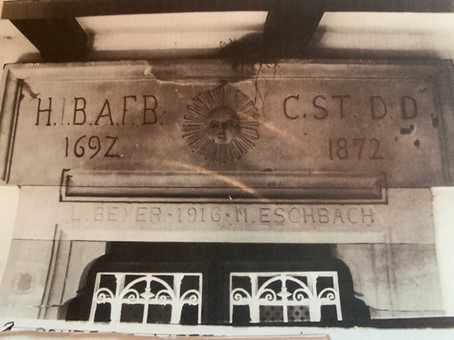 H.I.B.A.F.B. C.ST. D.D
1692 1872
L. BEYER · 1916 · M. ESCHBACH